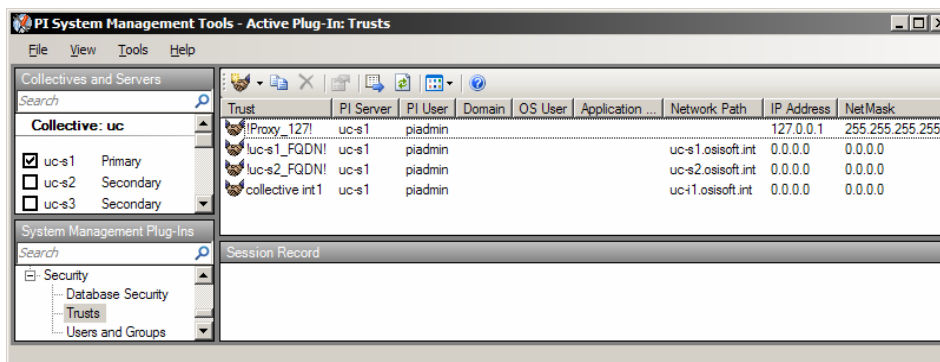 PI System Management Tools - Active Plug-In: Trusts
File View Tools Help
Collectives and Servers
Search
Collective: uc
uc-s1 Primary
uc-s2 Secondary
uc-s3 Secondary
System Management Plug-Ins
Search
Security
Database Security
Trusts
Users and Groups
Trust PI Server PI User Domain OS User Application ... Network Path IP Address NetMask
!Proxy_127! uc-s1 piadmin 127.0.0.1 255.255.255.255
!uc-s1_FQDN! uc-s1 piadmin uc-s1.osisoft.int 0.0.0.0 0.0.0.0
!uc-s2_FQDN! uc-s1 piadmin uc-s2.osisoft.int 0.0.0.0 0.0.0.0
collective int1 uc-s1 piadmin uc-i1.osisoft.int 0.0.0.0 0.0.0.0
Session Record